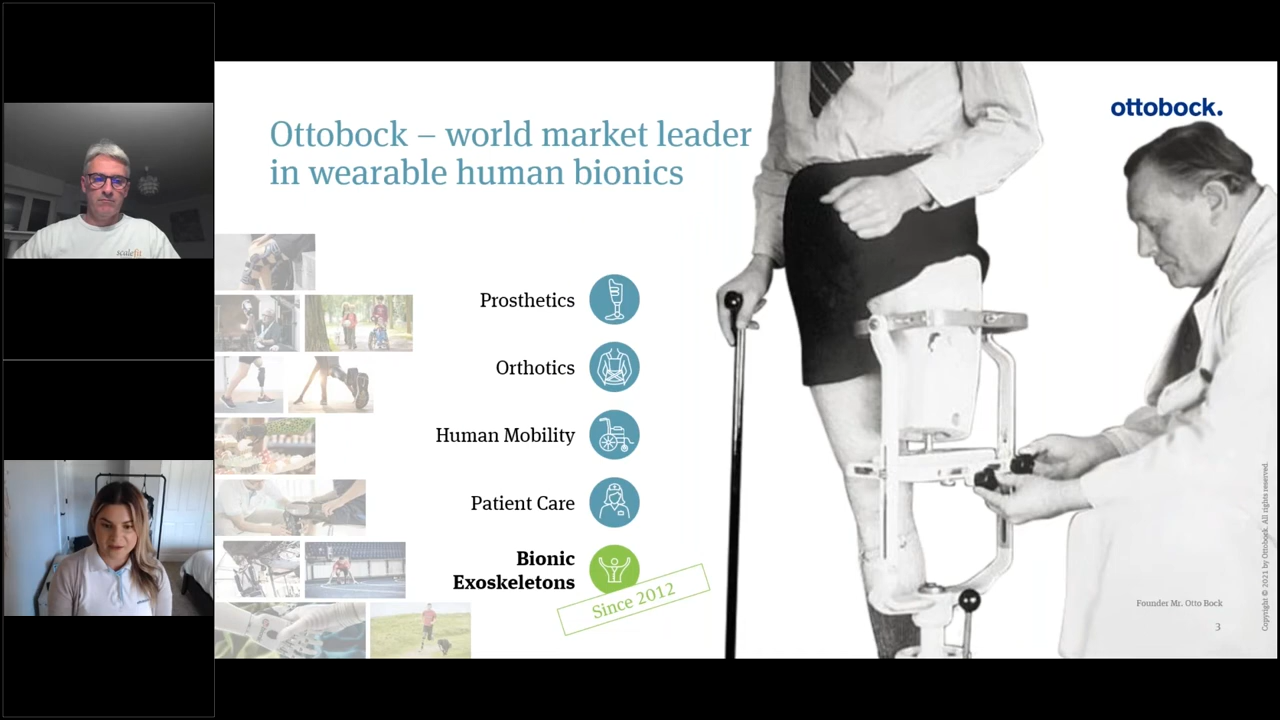 ottobock.
Ottobock – world market leader
in wearable human bionics
Prosthetics
Orthotics
Human Mobility
Patient Care
Bionic
Exoskeletons
Since 2012
Founder Mr. Otto Bock
3
Copyright © 2021 by Ottobock. All rights reserved.
scalefit